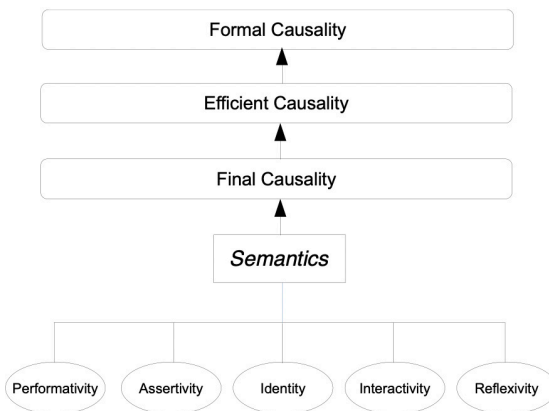 Formal Causality
Efficient Causality
Final Causality
Semantics
Performativity
Assertivity
Identity
Interactivity
Reflexivity